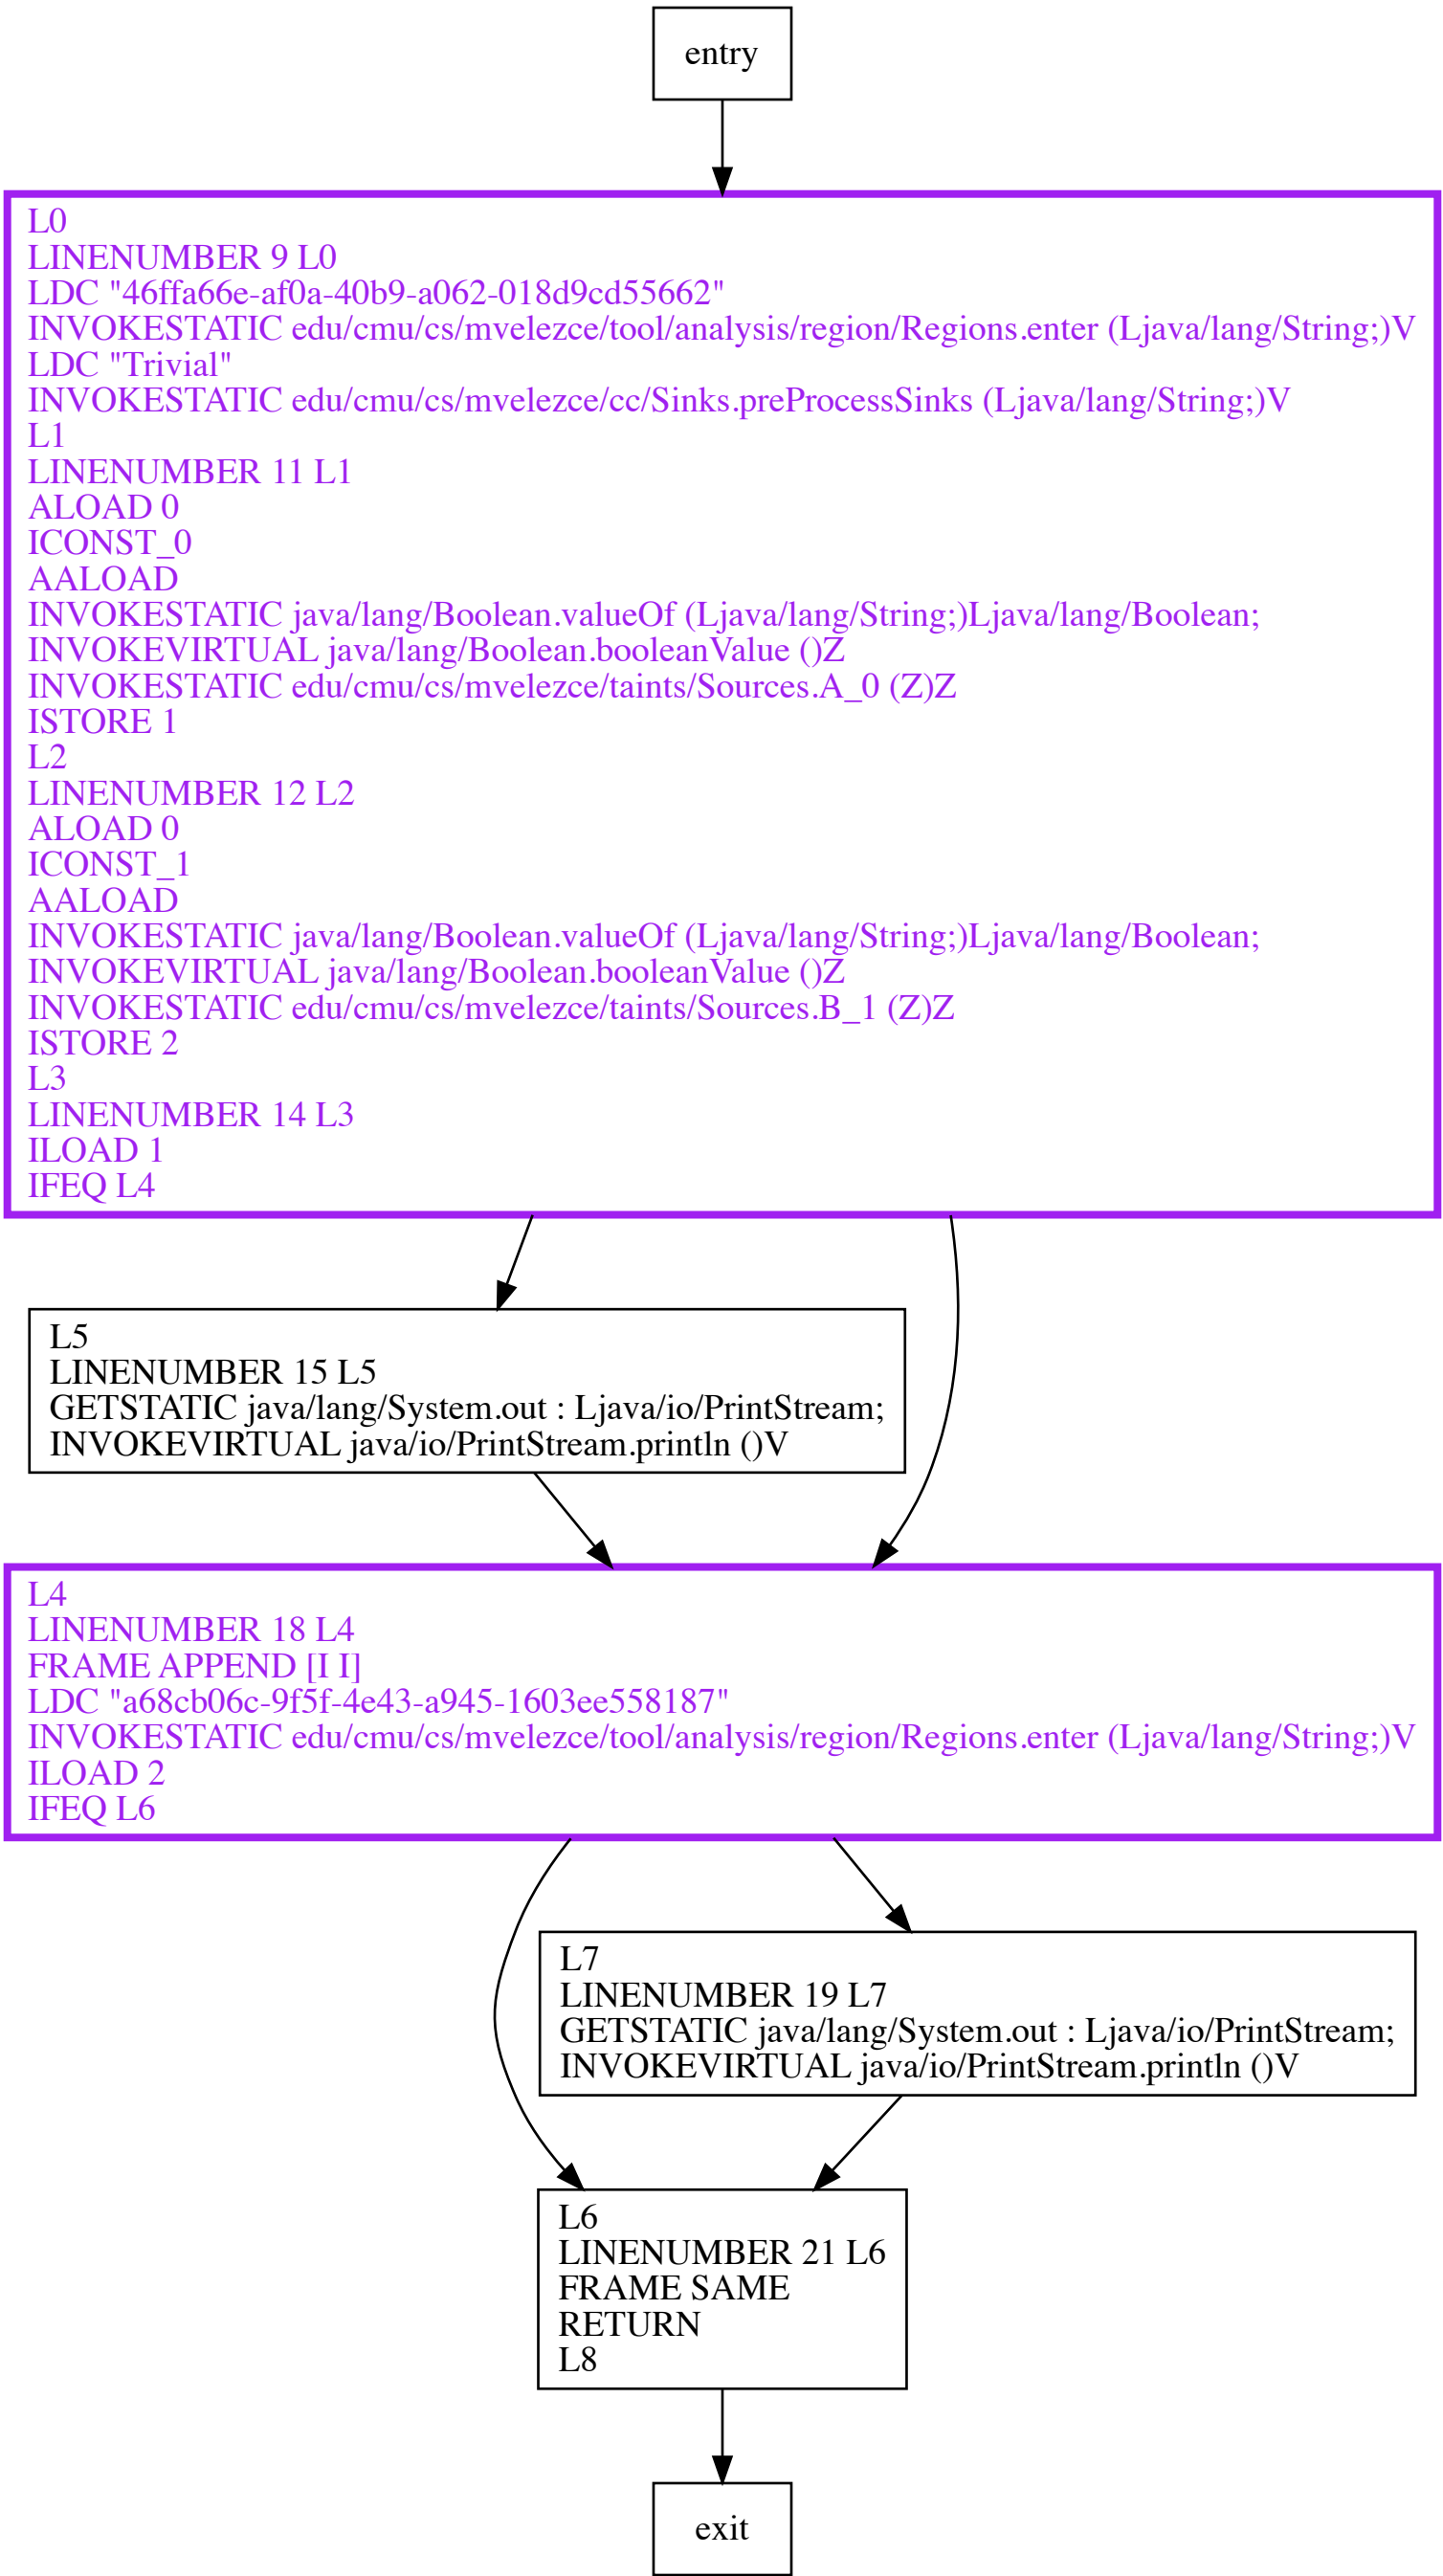 entry
L0
LINENUMBER 9 L0
LDC "46ffa66e-af0a-40b9-a062-018d9cd55662"
INVOKESTATIC edu/cmu/cs/mvelezce/tool/analysis/region/Regions.enter (Ljava/lang/String;)V
LDC "Trivial"
INVOKESTATIC edu/cmu/cs/mvelezce/cc/Sinks.preProcessSinks (Ljava/lang/String;)V
L1
LINENUMBER 11 L1
ALOAD 0
ICONST_0
AALOAD
INVOKESTATIC java/lang/Boolean.valueOf (Ljava/lang/String;)Ljava/lang/Boolean;
INVOKEVIRTUAL java/lang/Boolean.booleanValue ()Z
INVOKESTATIC edu/cmu/cs/mvelezce/taints/Sources.A_0 (Z)Z
ISTORE 1
L2
LINENUMBER 12 L2
ALOAD 0
ICONST_1
AALOAD
INVOKESTATIC java/lang/Boolean.valueOf (Ljava/lang/String;)Ljava/lang/Boolean;
INVOKEVIRTUAL java/lang/Boolean.booleanValue ()Z
INVOKESTATIC edu/cmu/cs/mvelezce/taints/Sources.B_1 (Z)Z
ISTORE 2
L3
LINENUMBER 14 L3
ILOAD 1
IFEQ L4
L5
LINENUMBER 15 L5
GETSTATIC java/lang/System.out : Ljava/io/PrintStream;
INVOKEVIRTUAL java/io/PrintStream.println ()V
L4
LINENUMBER 18 L4
FRAME APPEND [I I]
LDC "a68cb06c-9f5f-4e43-a945-1603ee558187"
INVOKESTATIC edu/cmu/cs/mvelezce/tool/analysis/region/Regions.enter (Ljava/lang/String;)V
ILOAD 2
IFEQ L6
L7
LINENUMBER 19 L7
GETSTATIC java/lang/System.out : Ljava/io/PrintStream;
INVOKEVIRTUAL java/io/PrintStream.println ()V
L6
LINENUMBER 21 L6
FRAME SAME
RETURN
L8
exit